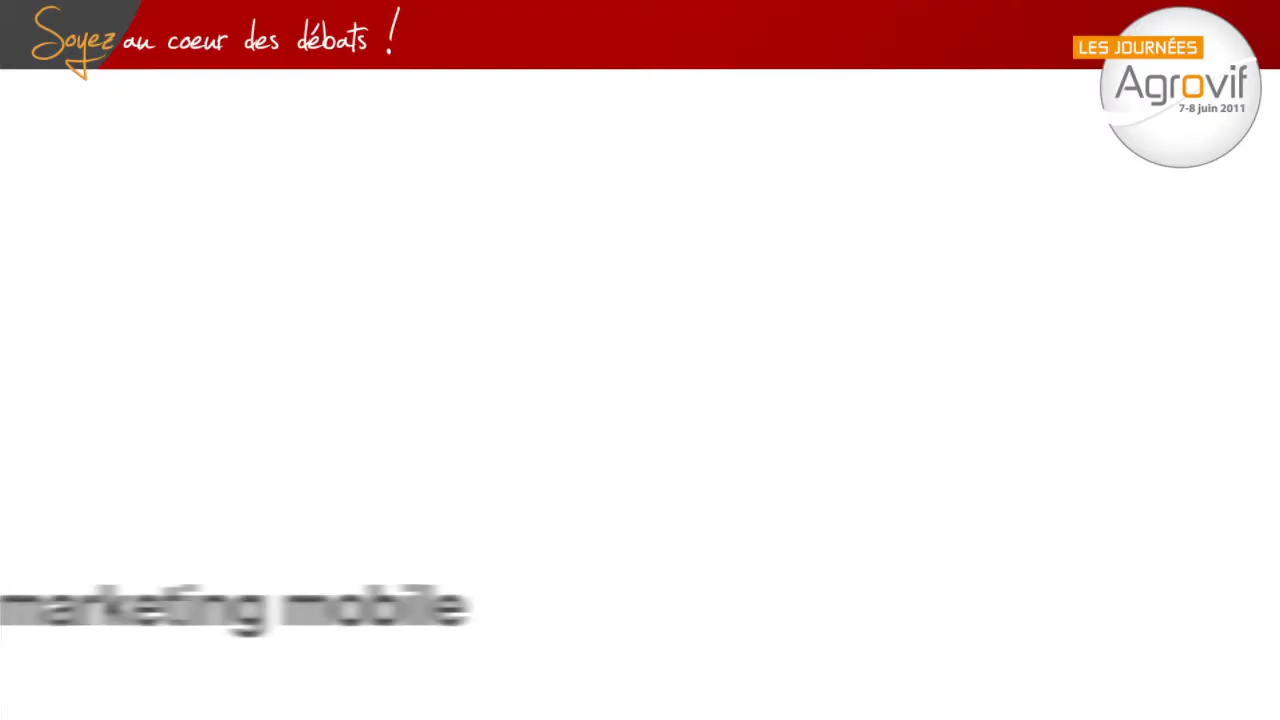 Soyez au coeur des débats !
LES JOURNÉES
Agrovif
7-8 juin 2011
marketing mobile